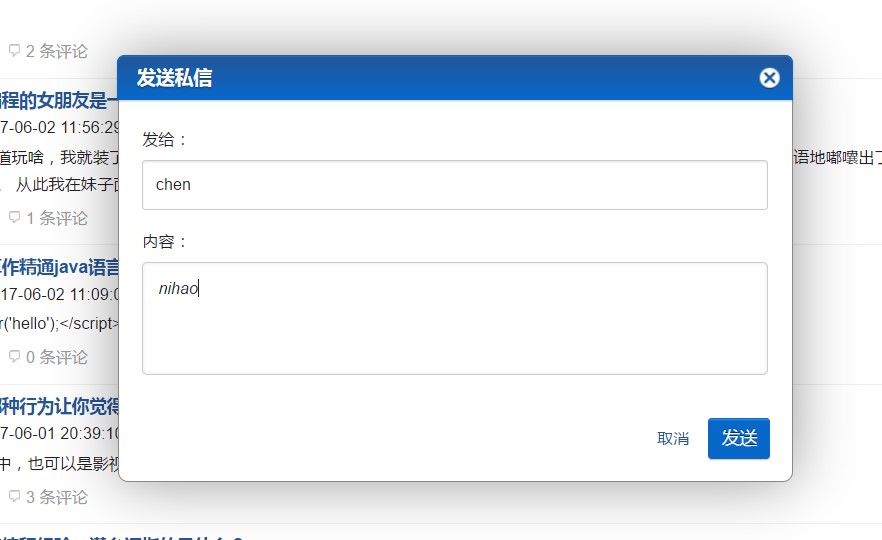 2 条评论
发送私信
程的女朋友是一
7-06-02 11:56:29
发给：
道玩啥，我就装了
语地嘟囔出了
chen
从此我在妹子面
1 条评论
内容：
作精通java语言
17-06-02 11:09:0
nihao
r('hello');</script>
0 条评论
种行为让你觉得
7-06-01 20:39:10
取消
发送
中，也可以是影视
3 条评论